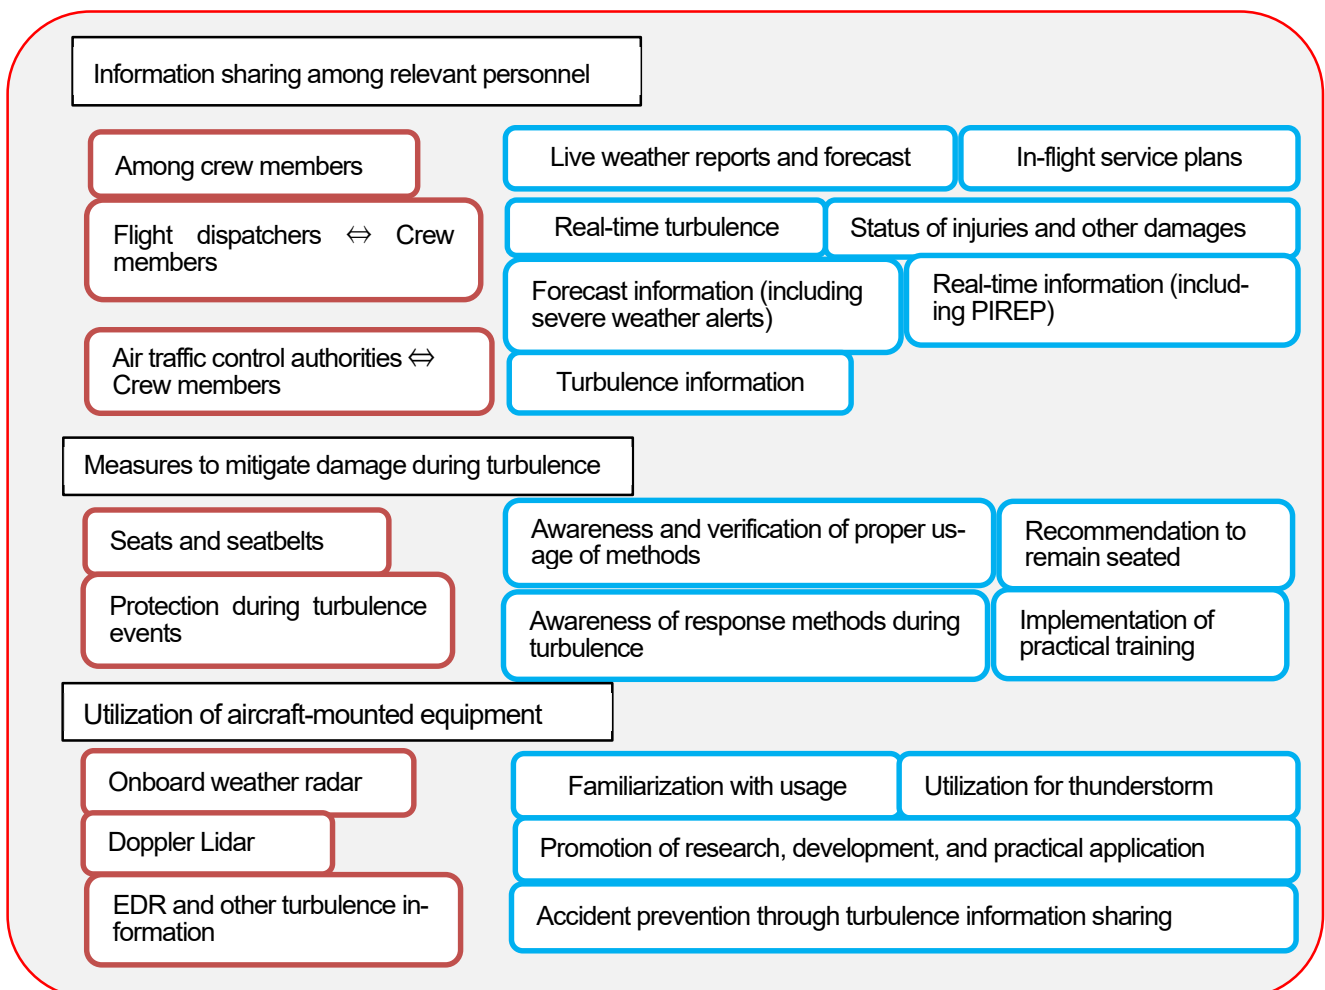 Information sharing among relevant personnel
Among crew members
Live weather reports and forecast
In-flight service plans
Flight dispatchers ⇔ Crew
members
Real-time turbulence
Status of injuries and other damages
Forecast information (including
severe weather alerts)
Real-time information (includ-
ing PIREP)
Air traffic control authorities ⇔
Crew members
Turbulence information
Measures to mitigate damage during turbulence
Seats and seatbelts
Awareness and verification of proper us-
age of methods
Recommendation to
remain seated
Protection during turbulence
events
Awareness of response methods during
turbulence
Implementation of
practical training
Utilization of aircraft-mounted equipment
Onboard weather radar
Familiarization with usage
Utilization for thunderstorm
Doppler Lidar
Promotion of research, development, and practical application
EDR and other turbulence in-
formation
Accident prevention through turbulence information sharing